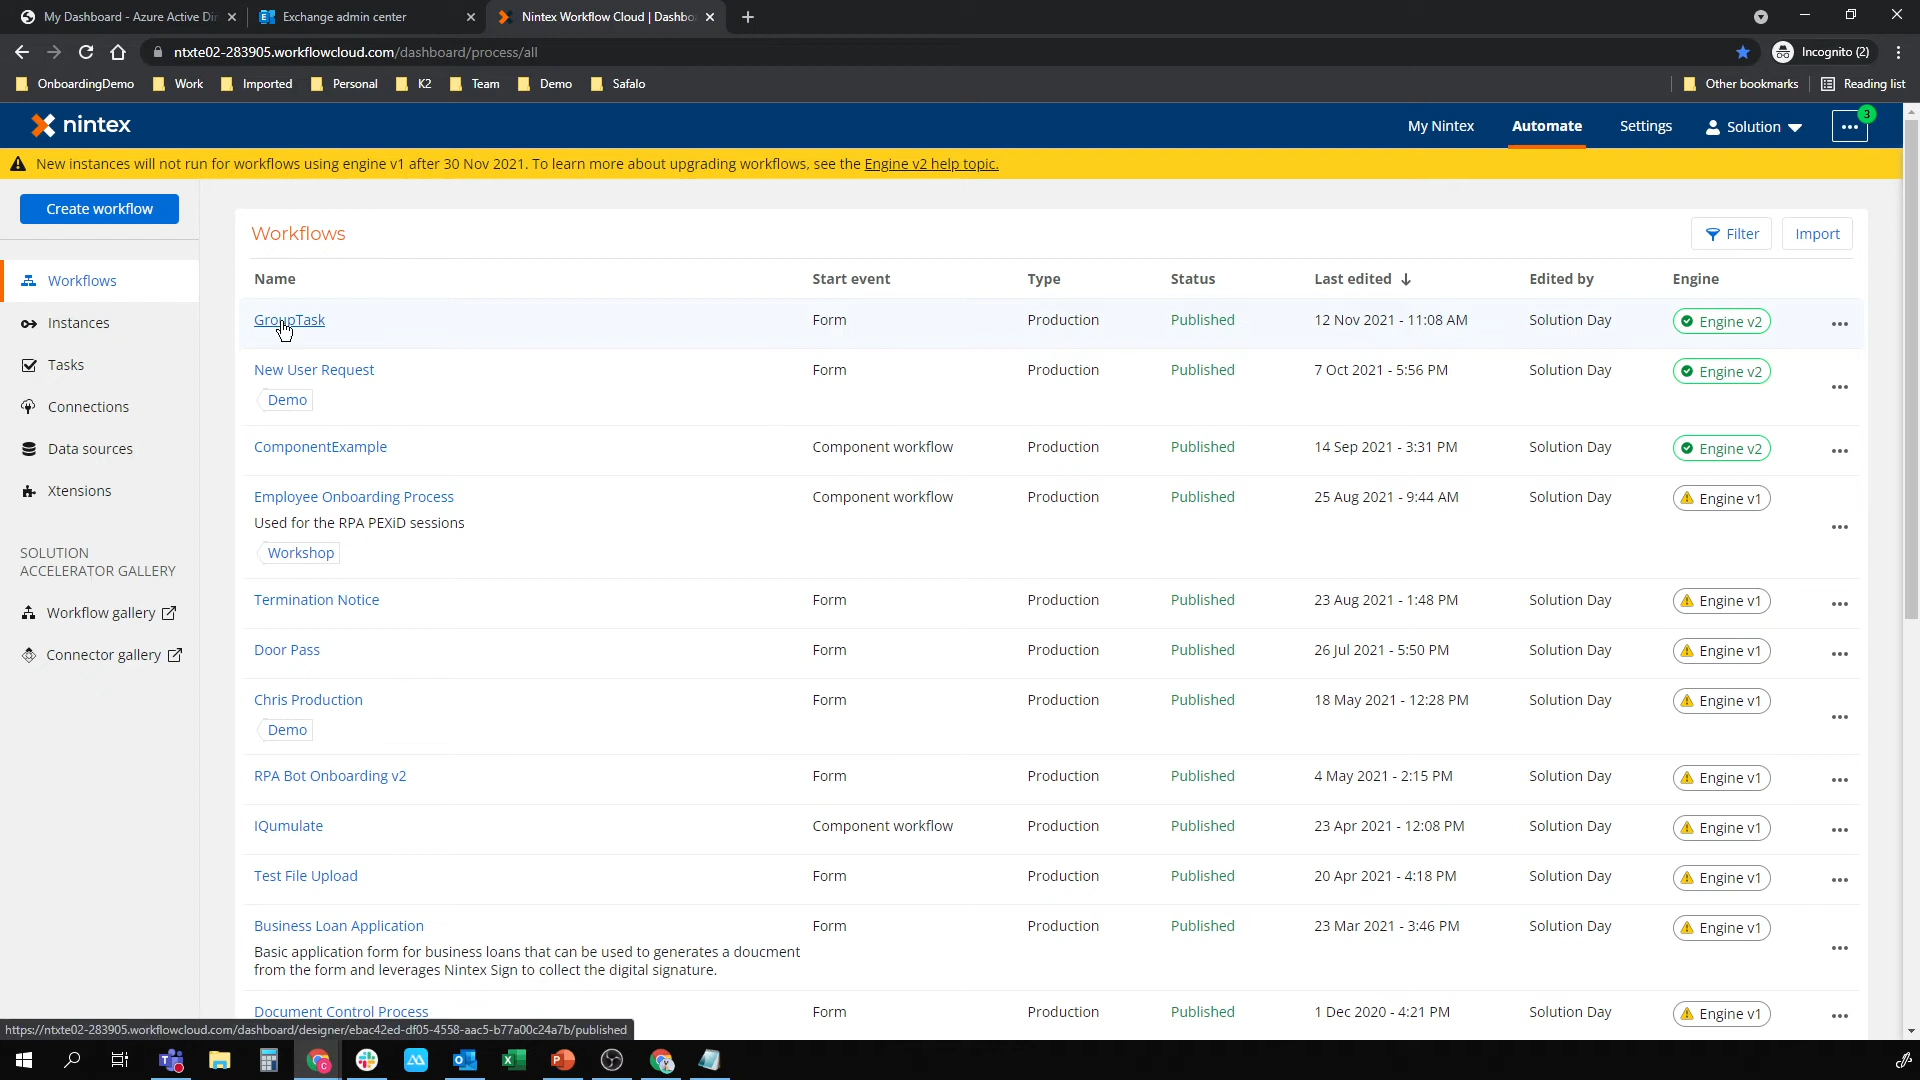 My Dashboard - Azure Active Dir
Exchange admin center
Nintex Workflow Cloud | Dashbo
ntxte02-283905.workflowcloud.com/dashboard/process/all
Incognito (2)
OnboardingDemo
Work
Imported
Personal
K2
Team
Demo
Safalo
Other bookmarks
Reading list
nintex
My Nintex
Automate
Settings
Solution
3
New instances will not run for workflows using engine v1 after 30 Nov 2021. To learn more about upgrading workflows, see the Engine v2 help topic.
Create workflow
Workflows
Instances
Tasks
Connections
Data sources
Xtensions
SOLUTION
ACCELERATOR GALLERY
Workflow gallery
Connector gallery
Workflows
Filter
Import
Name Start event Type Status Last edited Edited by Engine
GroupTask Form Production Published 12 Nov 2021 - 11:08 AM Solution Day Engine v2
New User Request Form Production Published 7 Oct 2021 - 5:56 PM Solution Day Engine v2
Demo
ComponentExample Component workflow Production Published 14 Sep 2021 - 3:31 PM Solution Day Engine v2
Employee Onboarding Process Component workflow Production Published 25 Aug 2021 - 9:44 AM Solution Day Engine v1
Used for the RPA PEXiD sessions
Workshop
Termination Notice Form Production Published 23 Aug 2021 - 1:48 PM Solution Day Engine v1
Door Pass Form Production Published 26 Jul 2021 - 5:50 PM Solution Day Engine v1
Chris Production Form Production Published 18 May 2021 - 12:28 PM Solution Day Engine v1
Demo
RPA Bot Onboarding v2 Form Production Published 4 May 2021 - 2:15 PM Solution Day Engine v1
IQumulate Component workflow Production Published 23 Apr 2021 - 12:08 PM Solution Day Engine v1
Test File Upload Form Production Published 20 Apr 2021 - 4:18 PM Solution Day Engine v1
Business Loan Application Form Production Published 23 Mar 2021 - 3:46 PM Solution Day Engine v1
Basic application form for business loans that can be used to generates a doucment
from the form and leverages Nintex Sign to collect the digital signature.
Document Control Process Form Production Published 1 Dec 2020 - 4:21 PM Solution Day Engine v1
https://ntxte02-283905.workflowcloud.com/dashboard/designer/ebac42ed-df05-4558-aac5-b77a00c24a7b/published